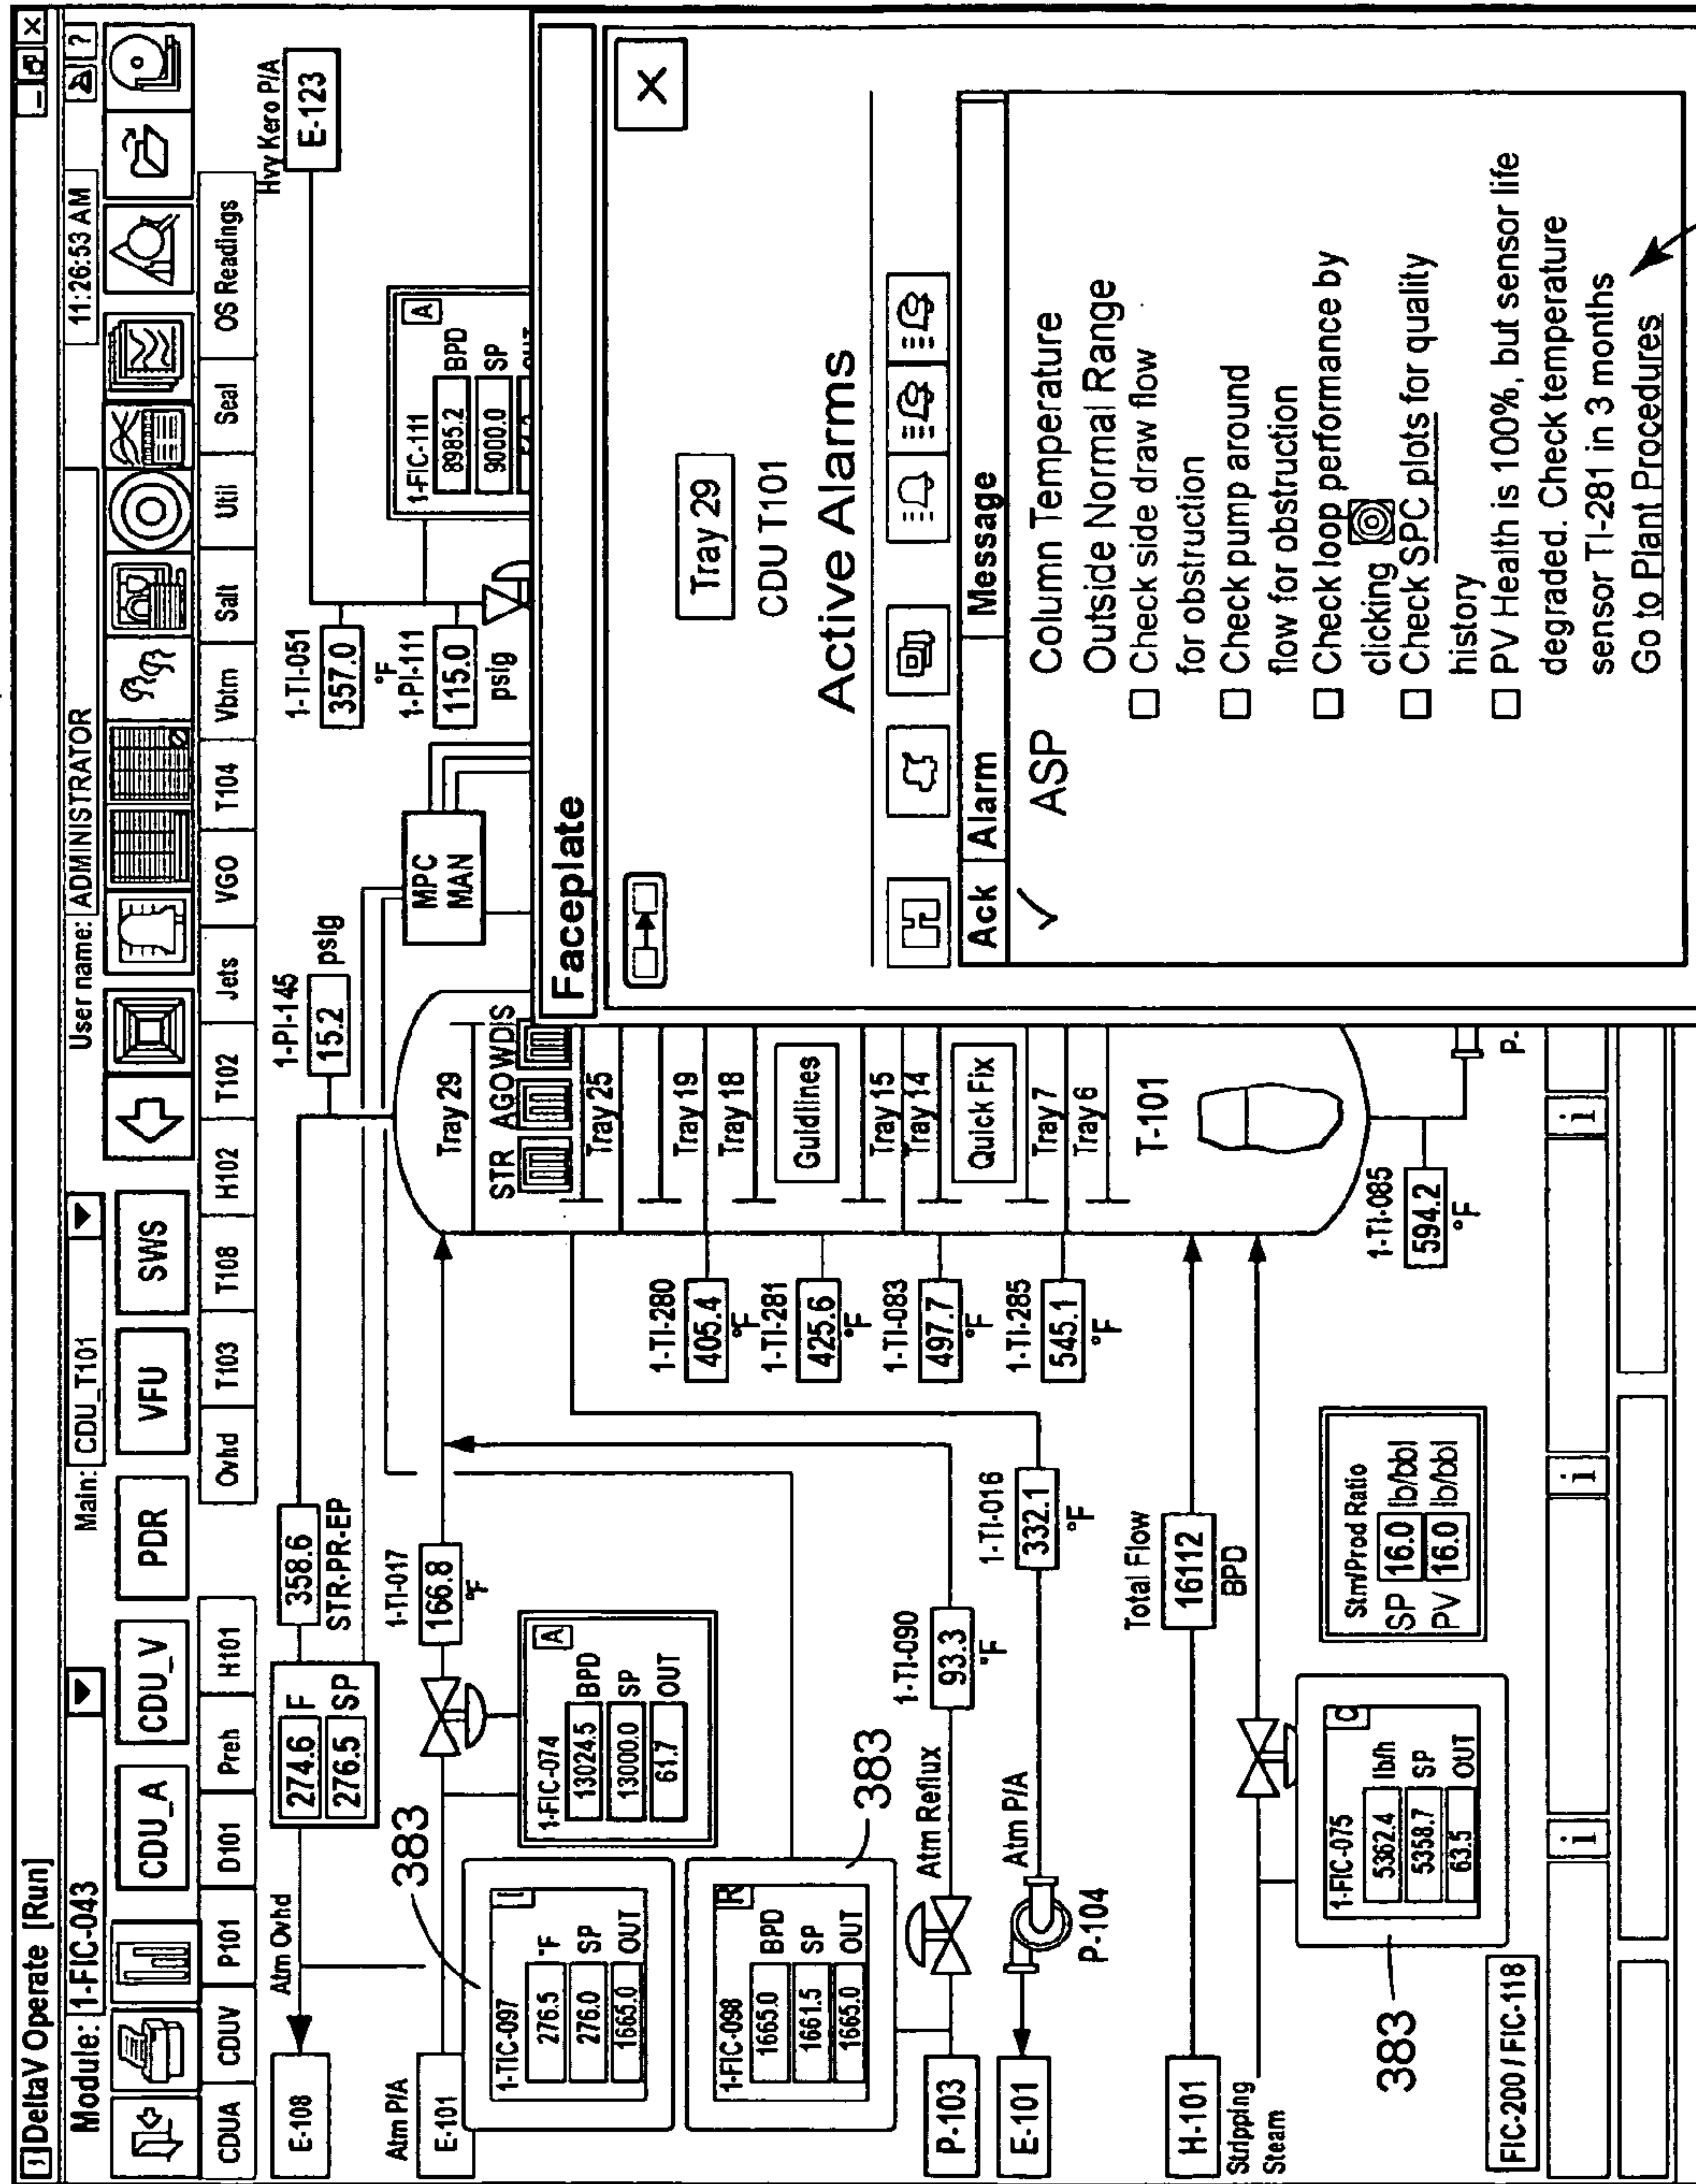 DeltaV Operate [Run]
Module: 1-FIC-043
Main: CDU_T101
User name: ADMINISTRATOR
11:26:53 AM
?
CDU_A
CDU_V
PDR
VFU
SWS
CDUA
CDUV
P101
D101
Preh
H101
Ovhd
T103
T108
H102
T102
Jets
VGO
T104
Vbtm
Salt
Util
Seal
OS Readings
E-108
Atm Ovhd
274.6 F
276.5 SP
358.6
STR-PR-EP
1-PI-145
15.2 psig
MPC
MAN
1-TI-051
357.0
°F
1-PI-111
115.0
psig
Hvy Kero P/A
E-123
1-FIC-111
A
8985.2 BPD
9000.0 SP
Atm P/A
E-101
383
1-TIC-097
276.5 °F
276.0 SP
1665.0 OUT
1-FIC-074
A
13024.5 BPD
13000.0 SP
61.7 OUT
1-TI-017
166.8
°F
1-FIC-098
R
1665.0 BPD
1661.5 SP
1665.0 OUT
383
P-103
Atm Reflux
1-TI-090
93.3
°F
E-101
P-104
Atm P/A
1-TI-016
332.1
°F
H-101
Total Flow
16112
BPD
Stripping
Steam
383
1-FIC-075
5362.4 lb/h
5358.7 SP
63.5 OUT
Stm/Prod Ratio
SP 16.0 lb/bbl
PV 16.0 lb/bbl
FIC-200 / FIC-118
Tray 29
STR AGO WDIS
Tray 25
Tray 19
Tray 18
Guidlines
Tray 15
Tray 14
Quick Fix
Tray 7
Tray 6
T-101
1-TI-280
405.4
°F
1-TI-281
425.6
°F
1-TI-083
497.7
°F
1-TI-285
545.1
°F
1-TI-085
594.2
°F
P-
i
i
i
Faceplate
X
Tray 29
CDU T101
Active Alarms
Ack Alarm Message
✓ ASP Column Temperature
Outside Normal Range
☐ Check side draw flow
for obstruction
☐ Check pump around
flow for obstruction
☐ Check loop performance by
clicking
☐ Check SPC plots for quality
history
☐ PV Health is 100%, but sensor life
degraded. Check temperature
sensor TI-281 in 3 months
Go to Plant Procedures